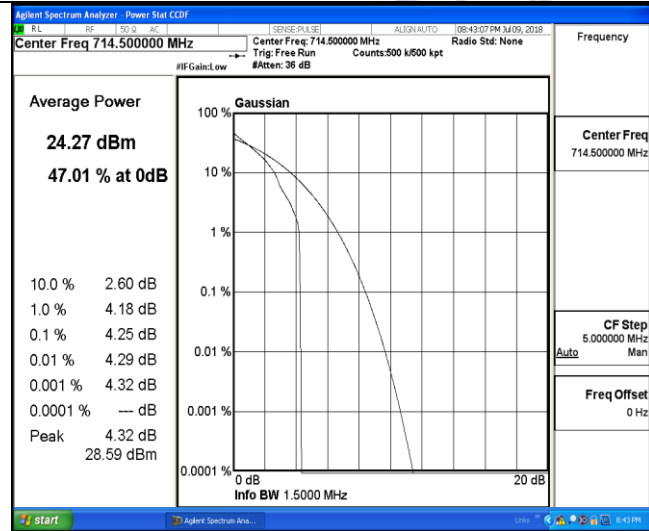 Agilent Spectrum Analyzer - Power Stat CCDF
RL RF 50 Ω AC SENSE:PULSE ALIGN AUTO 08:43:07 PM Jul 09, 2018
Center Freq 714.500000 MHz
Center Freq: 714.500000 MHz Radio Std: None
Trig: Free Run Counts:500 k/500 kpt
#IFGain:Low #Atten: 36 dB
Average Power
24.27 dBm
47.01 % at 0dB
10.0 % 2.60 dB
1.0 % 4.18 dB
0.1 % 4.25 dB
0.01 % 4.29 dB
0.001 % 4.32 dB
0.0001 % --- dB
Peak 4.32 dB
28.59 dBm
Gaussian
100 %
10 %
1 %
0.1 %
0.01 %
0.001 %
0.0001 %
0 dB 20 dB
Info BW 1.5000 MHz
Frequency
Center Freq
714.500000 MHz
CF Step
5.000000 MHz
Auto Man
Freq Offset
0 Hz
start
Agilent Spectrum Ana...
Links »
8:43 PM